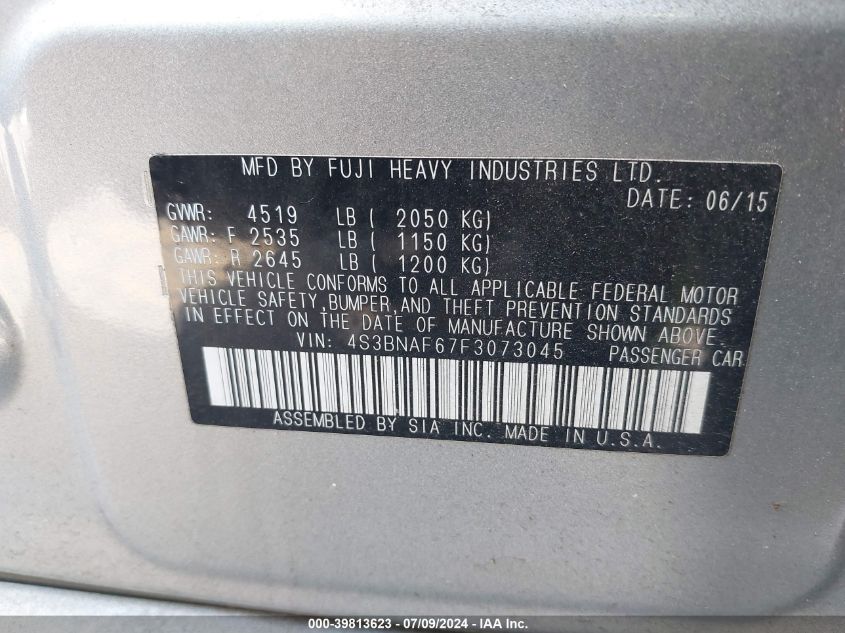 MFD BY FUJI HEAVY INDUSTRIES LTD.
DATE: 06/15
GVWR: 4519 LB ( 2050 KG)
GAWR: F 2535 LB ( 1150 KG)
GAWR: R 2645 LB ( 1200 KG)
THIS VEHICLE CONFORMS TO ALL APPLICABLE FEDERAL MOTOR
VEHICLE SAFETY,BUMPER,AND THEFT PREVENTION STANDARDS
IN EFFECT ON THE DATE OF MANUFACTURE SHOWN ABOVE.
VIN: 4S3BNAF67F3073045 PASSENGER CAR
ASSEMBLED BY SIA INC. MADE IN U.S.A.
000-39813623 - 07/09/2024 - IAA Inc.